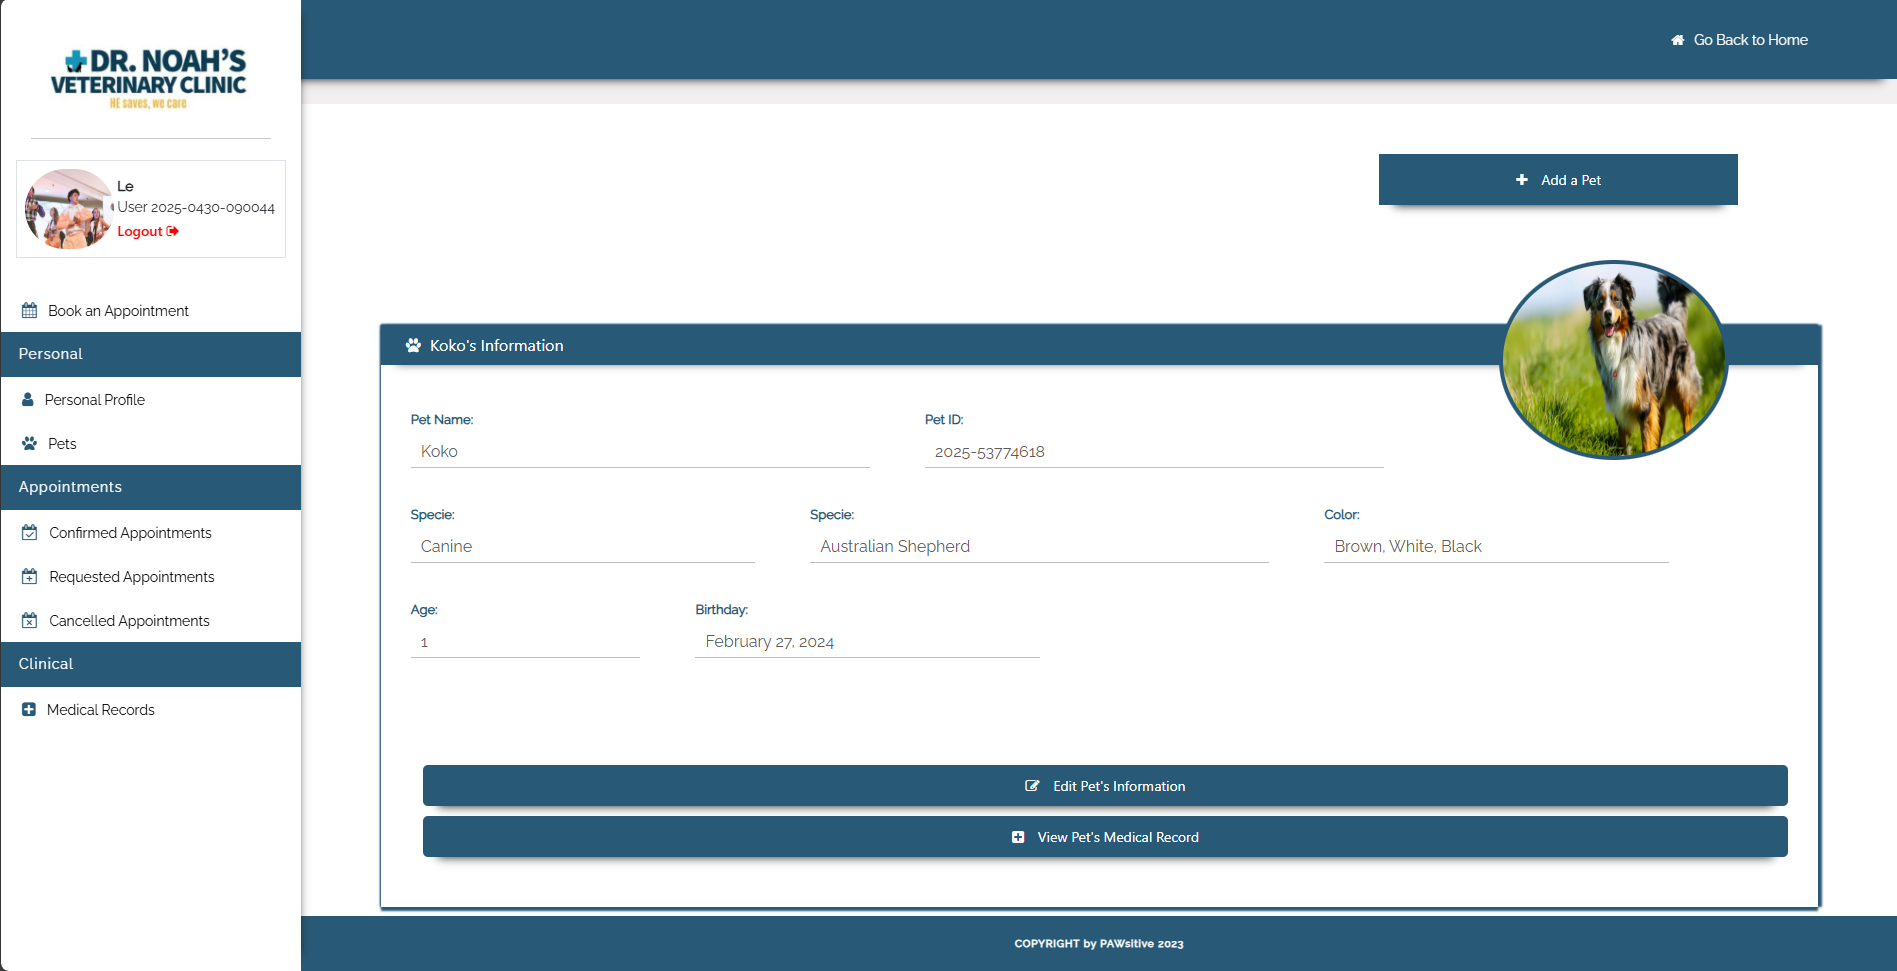 DR. NOAH'S
VETERINARY CLINIC
HE saves, we care
Le
User 2025-0430-090044
Logout
Book an Appointment
Personal
Personal Profile
Pets
Appointments
Confirmed Appointments
Requested Appointments
Cancelled Appointments
Clinical
Medical Records
Go Back to Home
Add a Pet
Koko's Information
Pet Name: Pet ID:
Koko 2025-53774618
Specie: Specie: Color:
Canine Australian Shepherd Brown, White, Black
Age: Birthday:
1 February 27, 2024
Edit Pet's Information
View Pet's Medical Record
COPYRIGHT by PAWsitive 2023